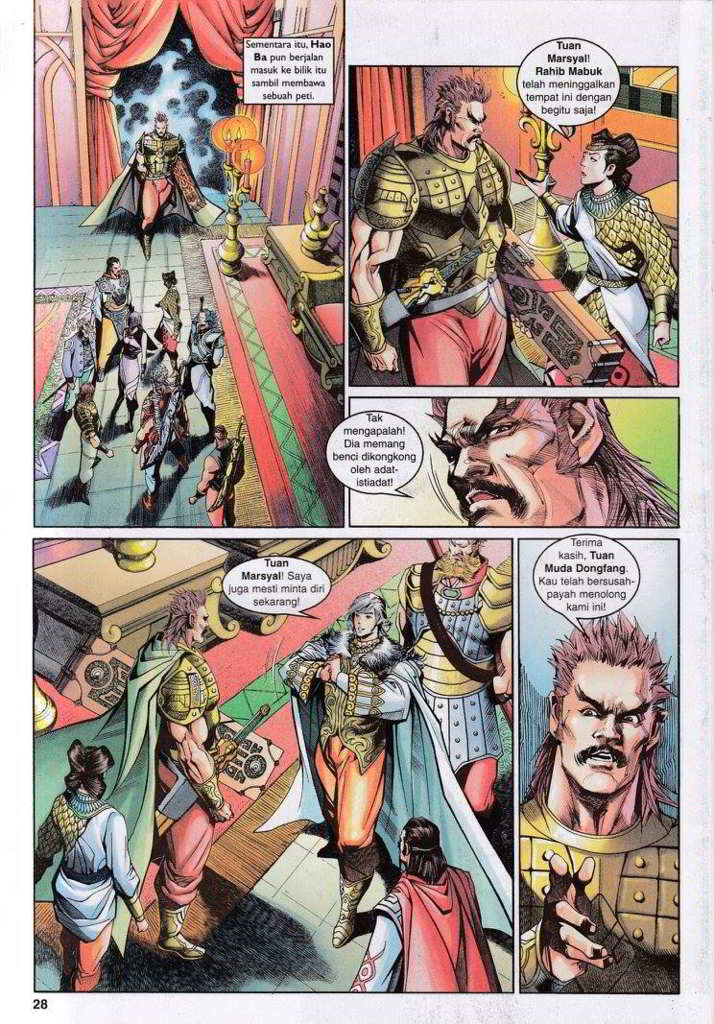 Sementara itu, Hao
Ba pun berjalan
masuk ke bilik itu
sambil membawa
sebuah peti.
Tuan
Marsyal!
Rahib Mabuk
telah meninggalkan
tempat ini dengan
begitu saja!
Tak
mengapalah!
Dia memang
benci dikongkong
oleh adat-
istiadat!
Tuan
Marsyal! Saya
juga mesti minta diri
sekarang!
Terima
kasih, Tuan
Muda Dongfang.
Kau telah bersusah-
payah menolong
kami ini!
28